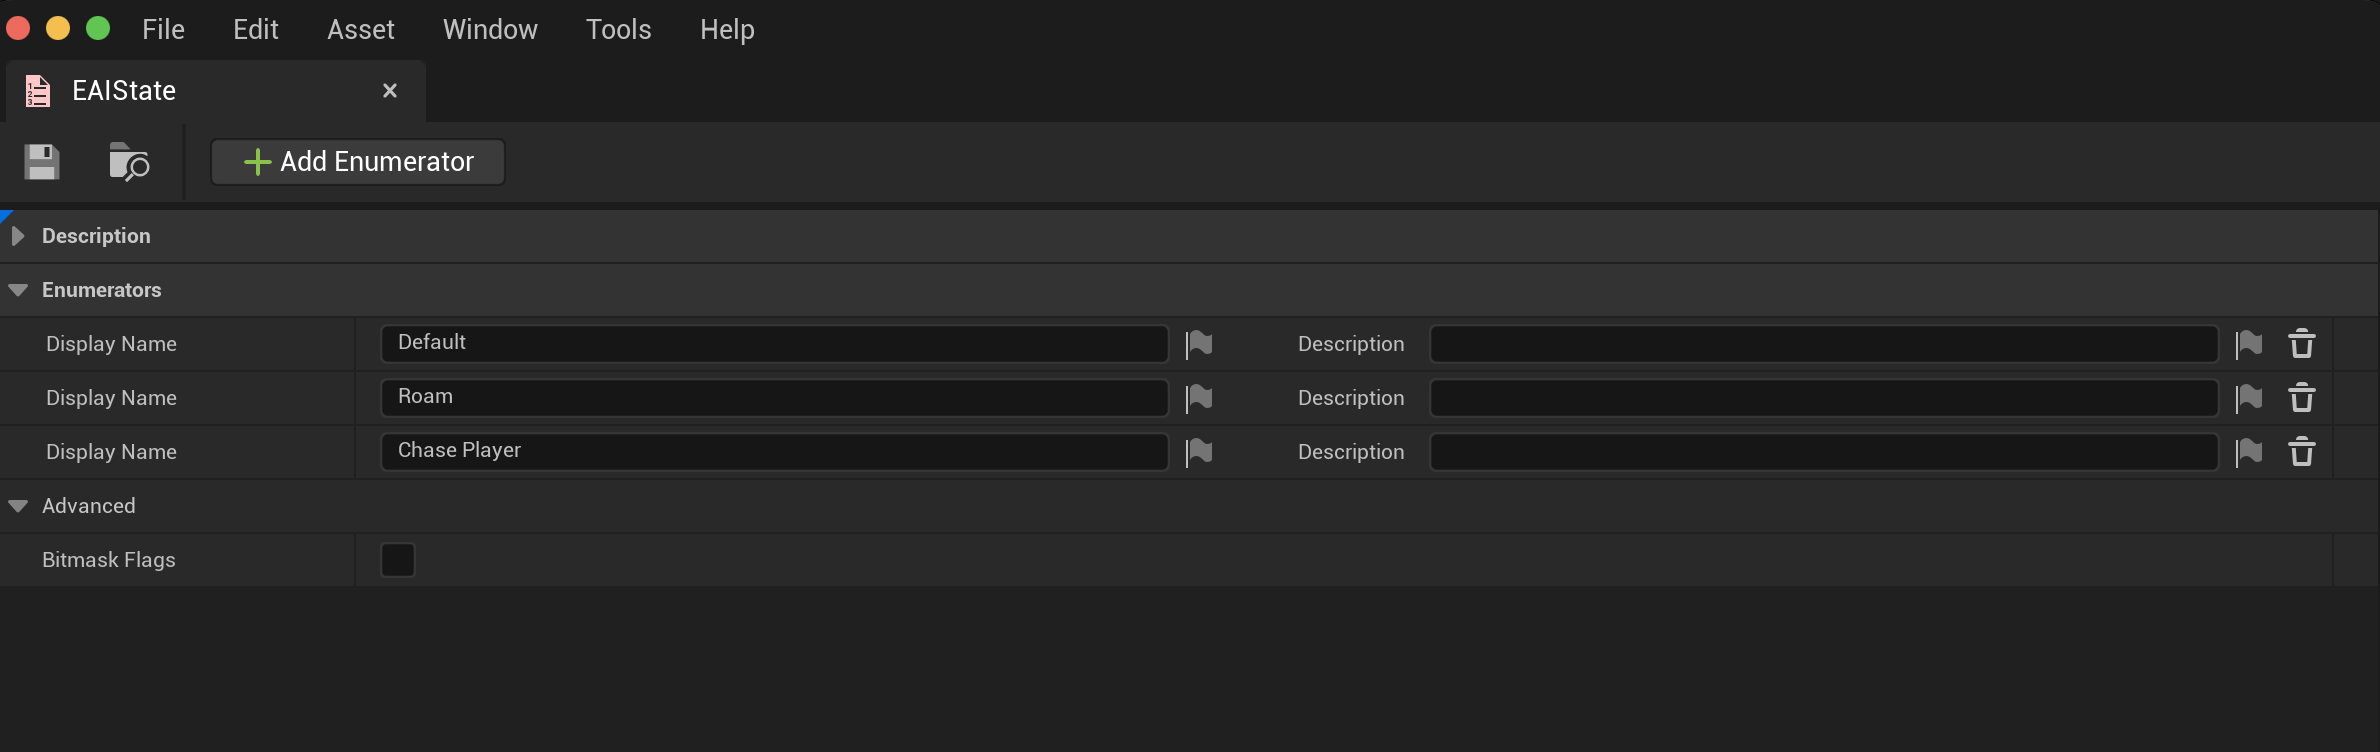 File Edit Asset Window Tools Help
EAIState
Add Enumerator
Description
Enumerators
Display Name Default Description
Display Name Roam Description
Display Name Chase Player Description
Advanced
Bitmask Flags